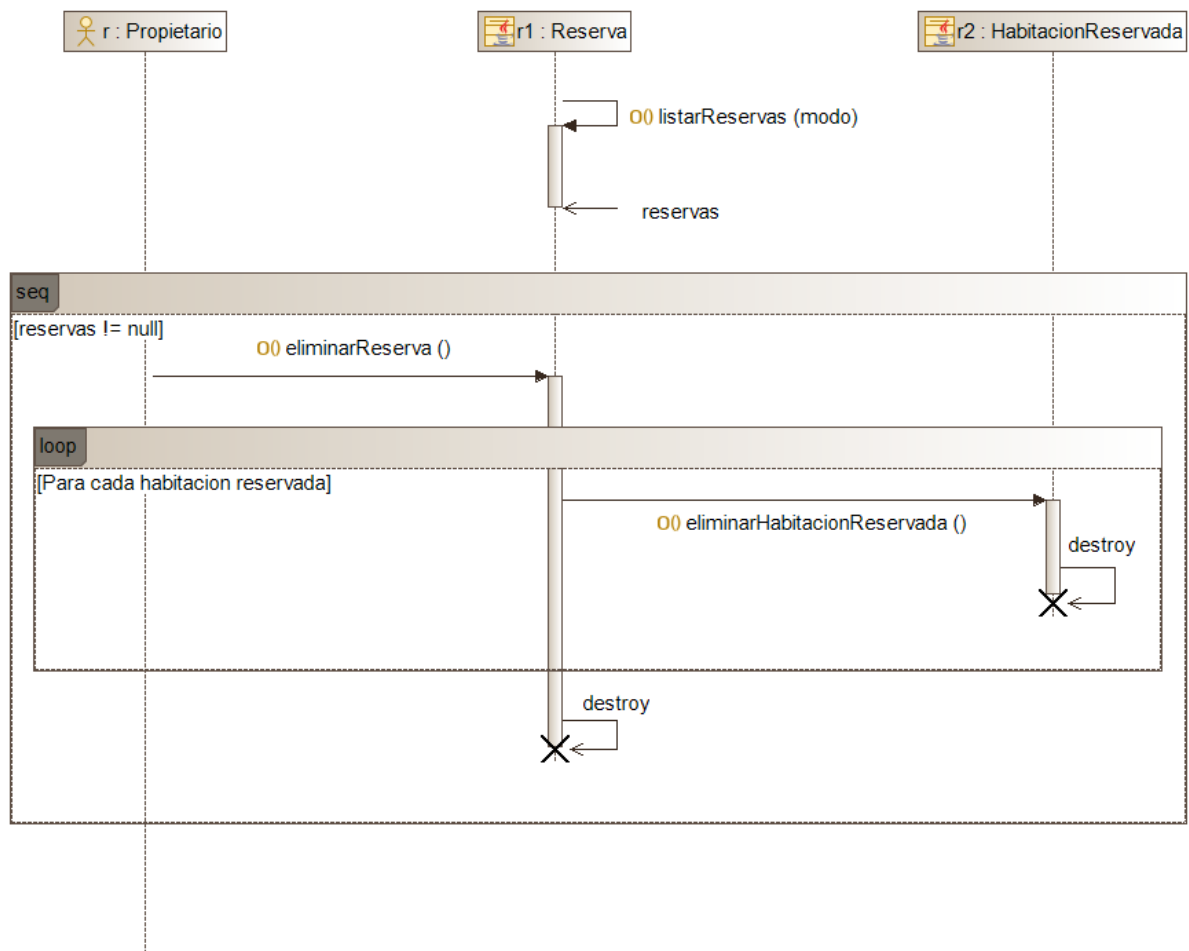 r : Propietario
r1 : Reserva
r2 : HabitacionReservada
O() listarReservas (modo)
reservas
seq
[reservas != null]
O() eliminarReserva ()
loop
[Para cada habitacion reservada]
O() eliminarHabitacionReservada ()
destroy
destroy